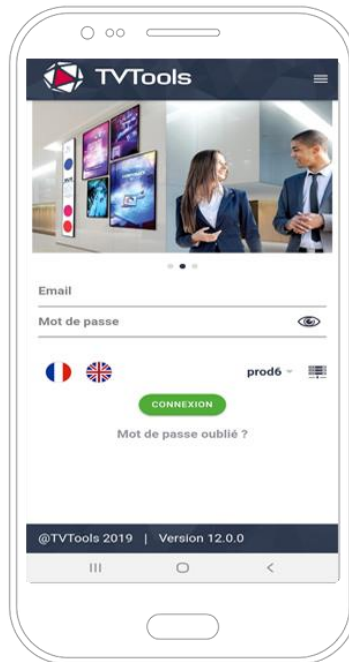 TVTools
Email
Mot de passe
prod6
CONNEXION
Mot de passe oublié ?
@TVTools 2019 | Version 12.0.0